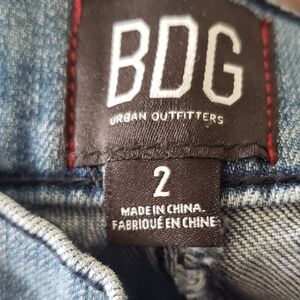 BDG
URBAN OUTFITTERS
2
MADE IN CHINA.
FABRIQUÉ EN CHINE